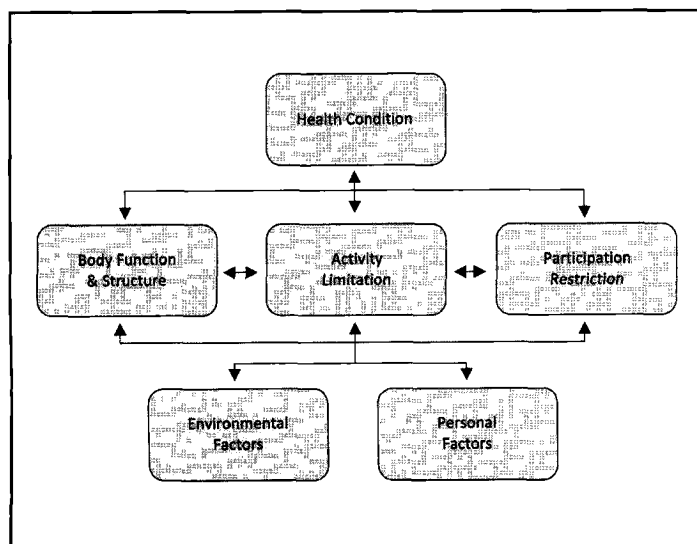 Health Condition
Body Function
& Structure
Activity
Limitation
Participation
Restriction
Environmental
Factors
Personal
Factors